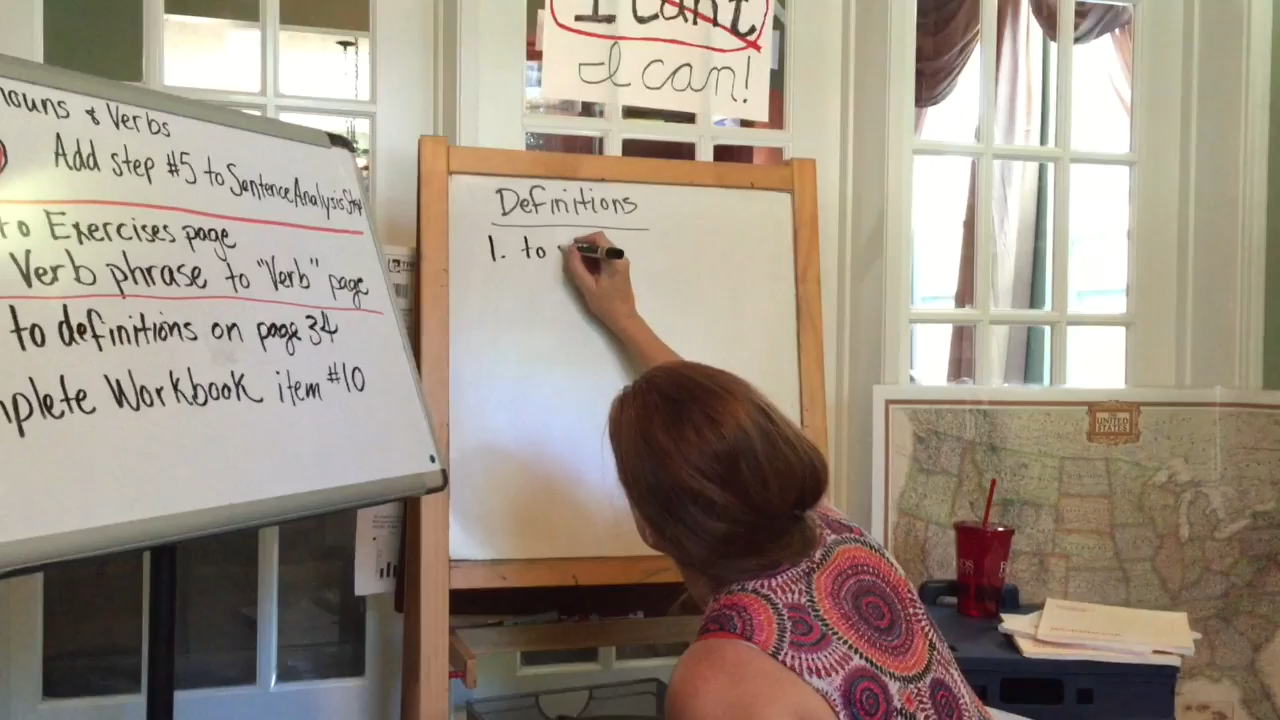 I can't
I can!
nouns & Verbs
Add step #5 to Sentence Analysis
to Exercises page
Verb phrase to "Verb" page
to definitions on page 34
mplete Workbook item #10
Definitions
1. to
THE
UNITED
STATES